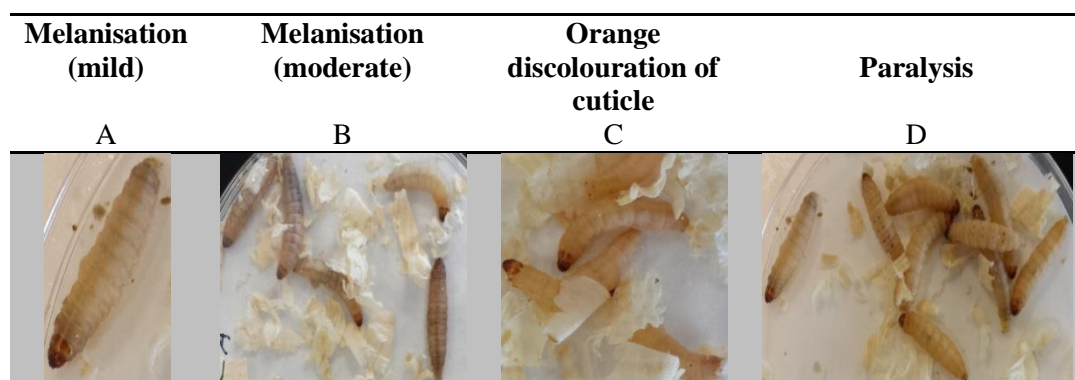 Melanisation (mild)
Melanisation (moderate)
Orange discolouration of cuticle
Paralysis
A
B
C
D